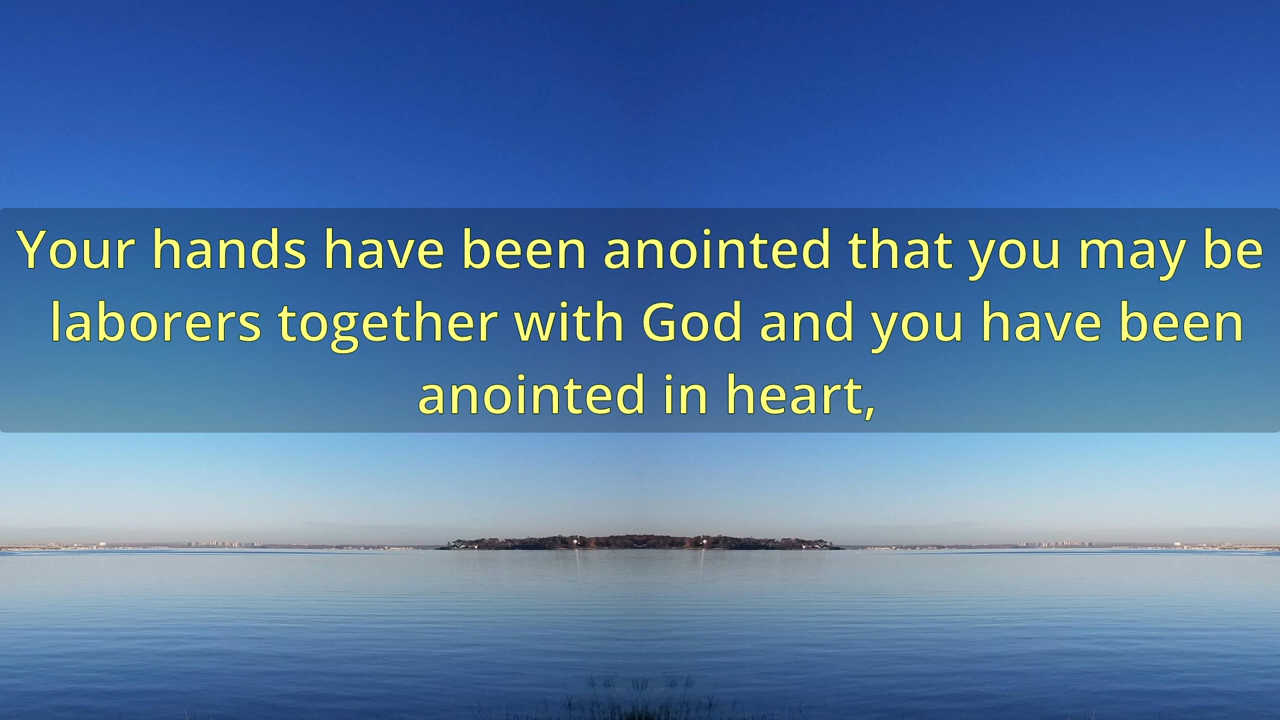 Your hands have been anointed that you may be
laborers together with God and you have been
anointed in heart,